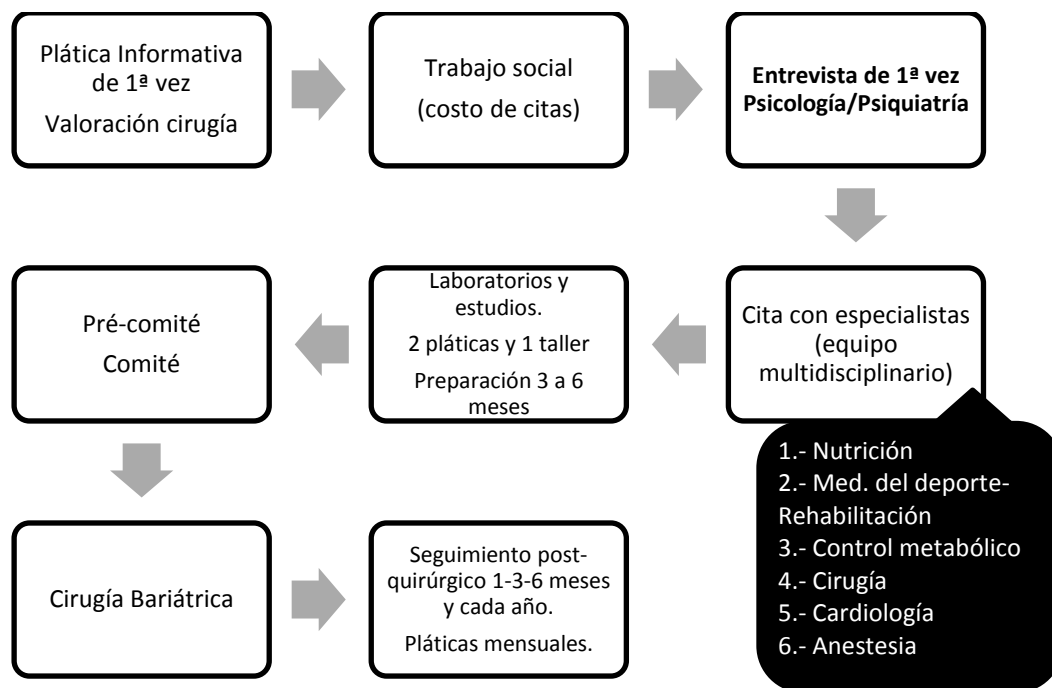 Plática Informativa
de 1ª vez
Valoración cirugía
Trabajo social
(costo de citas)
Entrevista de 1ª vez
Psicología/Psiquiatría
Cita con especialistas
(equipo
multidisciplinario)
1.- Nutrición
2.- Med. del deporte-
Rehabilitación
3.- Control metabólico
4.- Cirugía
5.- Cardiología
6.- Anestesia
Laboratorios y
estudios.
2 pláticas y 1 taller
Preparación 3 a 6
meses
Pré-comité
Comité
Cirugía Bariátrica
Seguimiento post-
quirúrgico 1-3-6 meses
y cada año.
Pláticas mensuales.